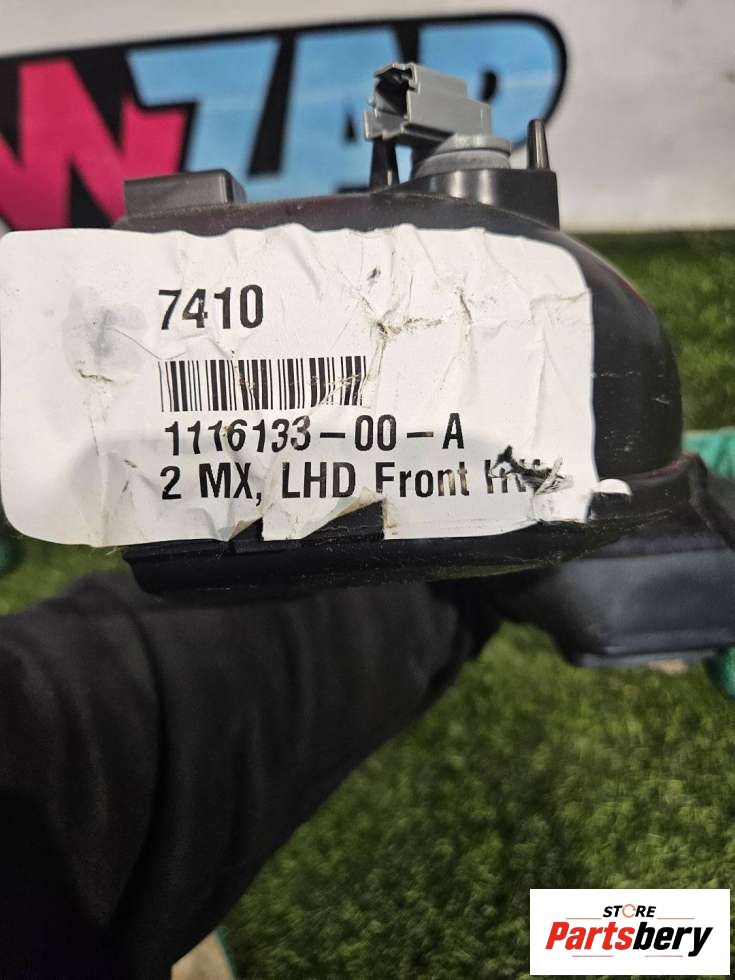 7410
1116133-00-A
2 MX, LHD Front
STORE
Partsbery